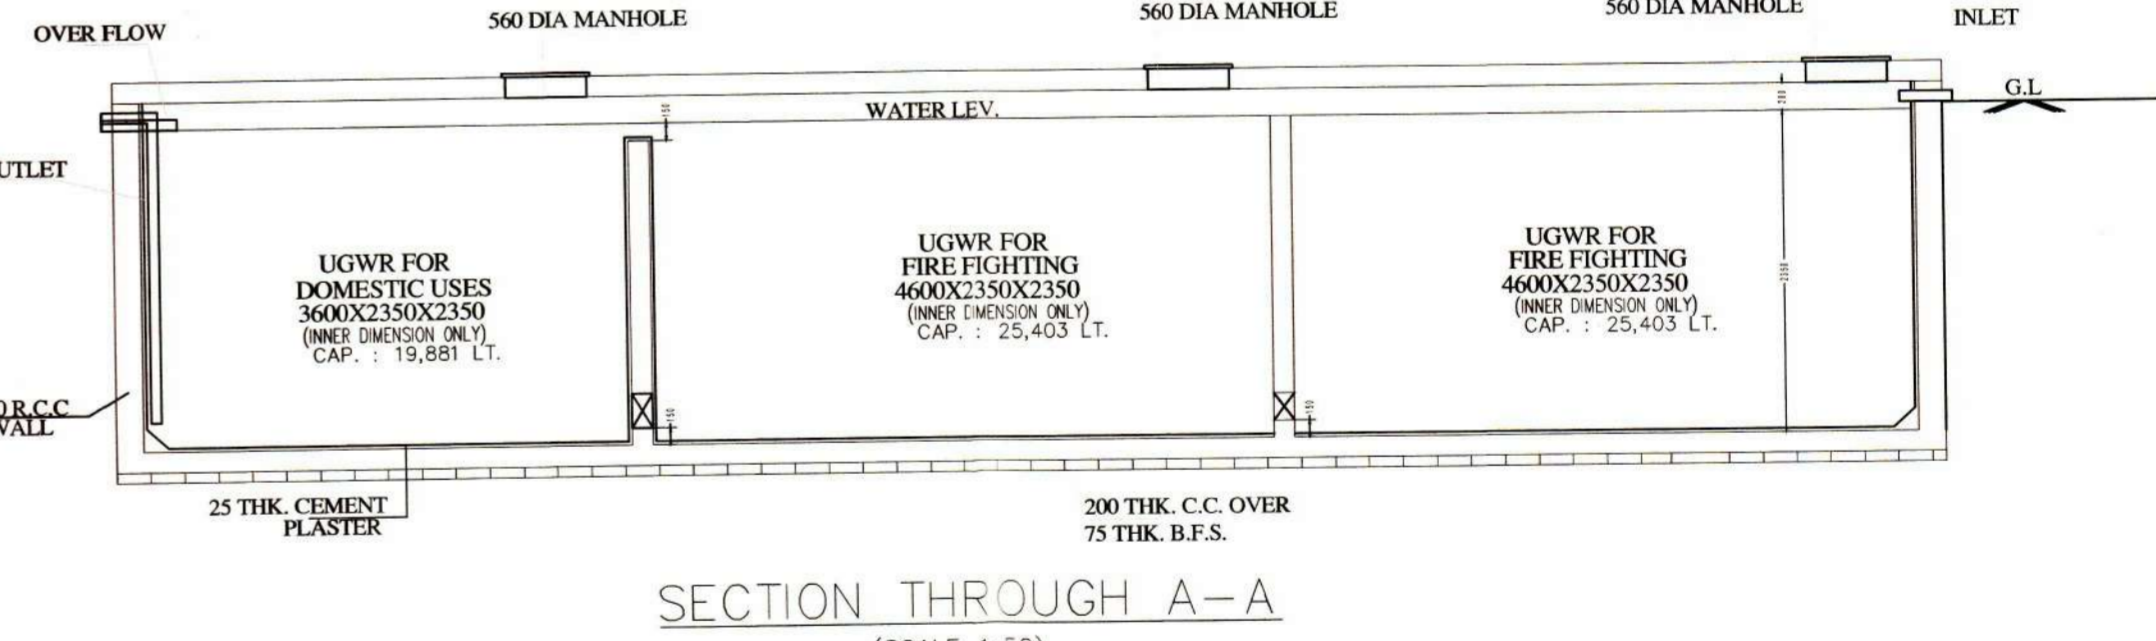 OVER FLOW
560 DIA MANHOLE
560 DIA MANHOLE
560 DIA MANHOLE
INLET
G.L
WATER LEV.
150
200
UTLET
UGWR FOR
DOMESTIC USES
3600X2350X2350
(INNER DIMENSION ONLY)
CAP. : 19,881 LT.
UGWR FOR
FIRE FIGHTING
4600X2350X2350
(INNER DIMENSION ONLY)
CAP. : 25,403 LT.
UGWR FOR
FIRE FIGHTING
4600X2350X2350
(INNER DIMENSION ONLY)
CAP. : 25,403 LT.
2350
0 R.C.C
WALL
150
150
25 THK. CEMENT
PLASTER
200 THK. C.C. OVER
75 THK. B.F.S.
SECTION THROUGH A-A